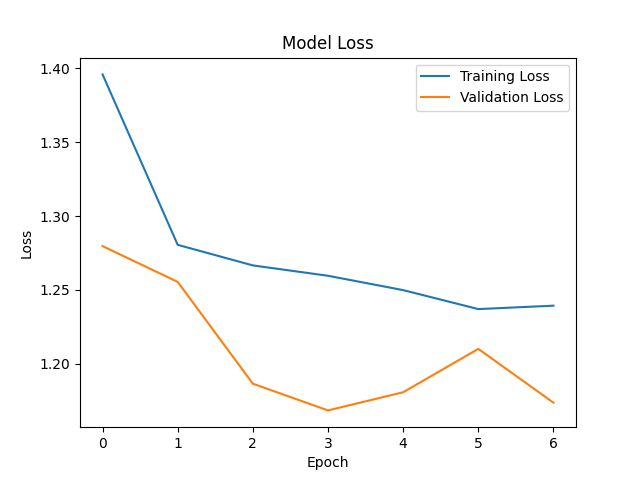 Model Loss
Training Loss
Validation Loss
1.40
1.35
1.30
1.25
1.20
Loss
0 1 2 3 4 5 6
Epoch